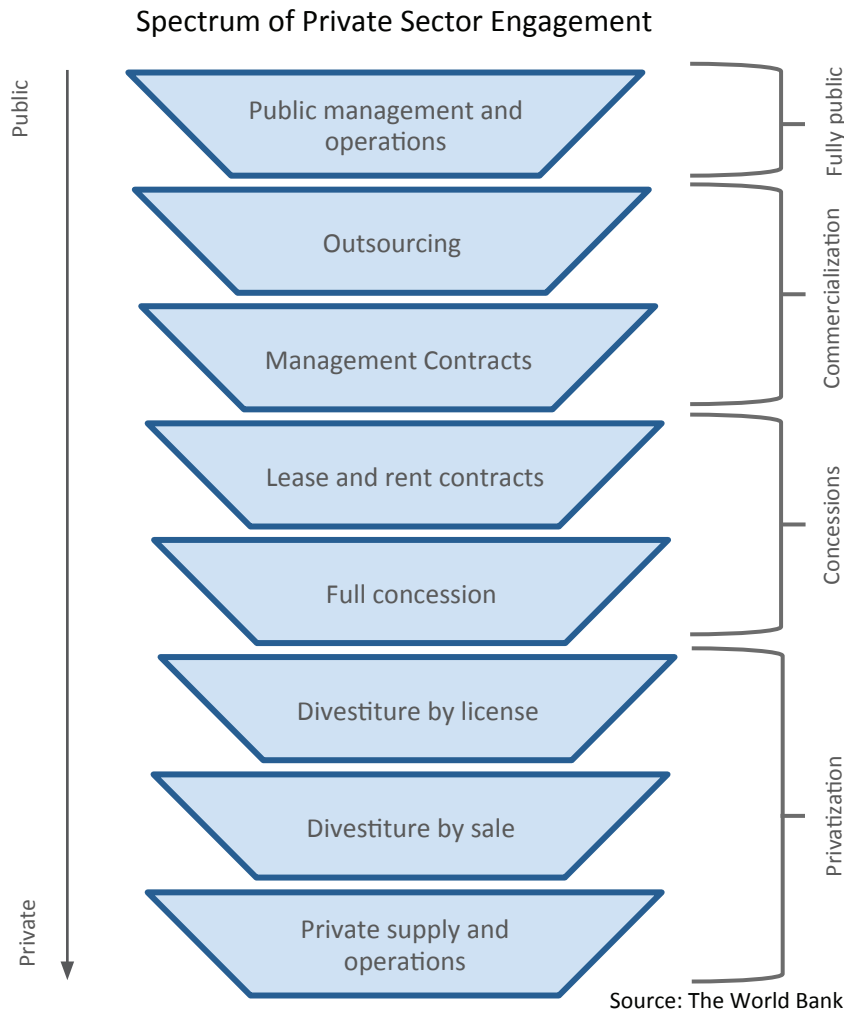 Spectrum of Private Sector Engagement
Public
Public management and
operations
Fully public
Outsourcing
Commercialization
Management Contracts
Lease and rent contracts
Concessions
Full concession
Divestiture by license
Divestiture by sale
Privatization
Private
Private supply and
operations
Source: The World Bank